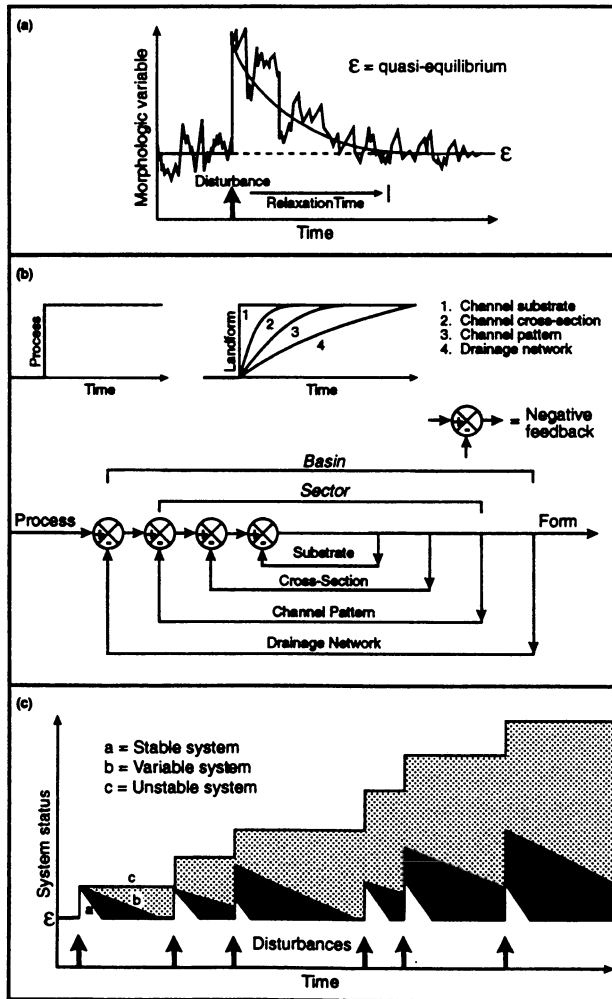 (a)
Morphologic variable
Ɛ = quasi-equilibrium
Ɛ
Disturbance
RelaxationTime
Time
(b)
Process
Time
Landform
1
2
3
4
Time
1. Channel substrate
2. Channel cross-section
3. Channel pattern
4. Drainage network
+
-
= Negative
feedback
Basin
Sector
Process
+
-
+
-
+
-
+
-
Form
Substrate
Cross-Section
Channel Pattern
Drainage Network
(c)
System status
a = Stable system
b = Variable system
c = Unstable system
c
b
a
Ɛ
Disturbances
Time